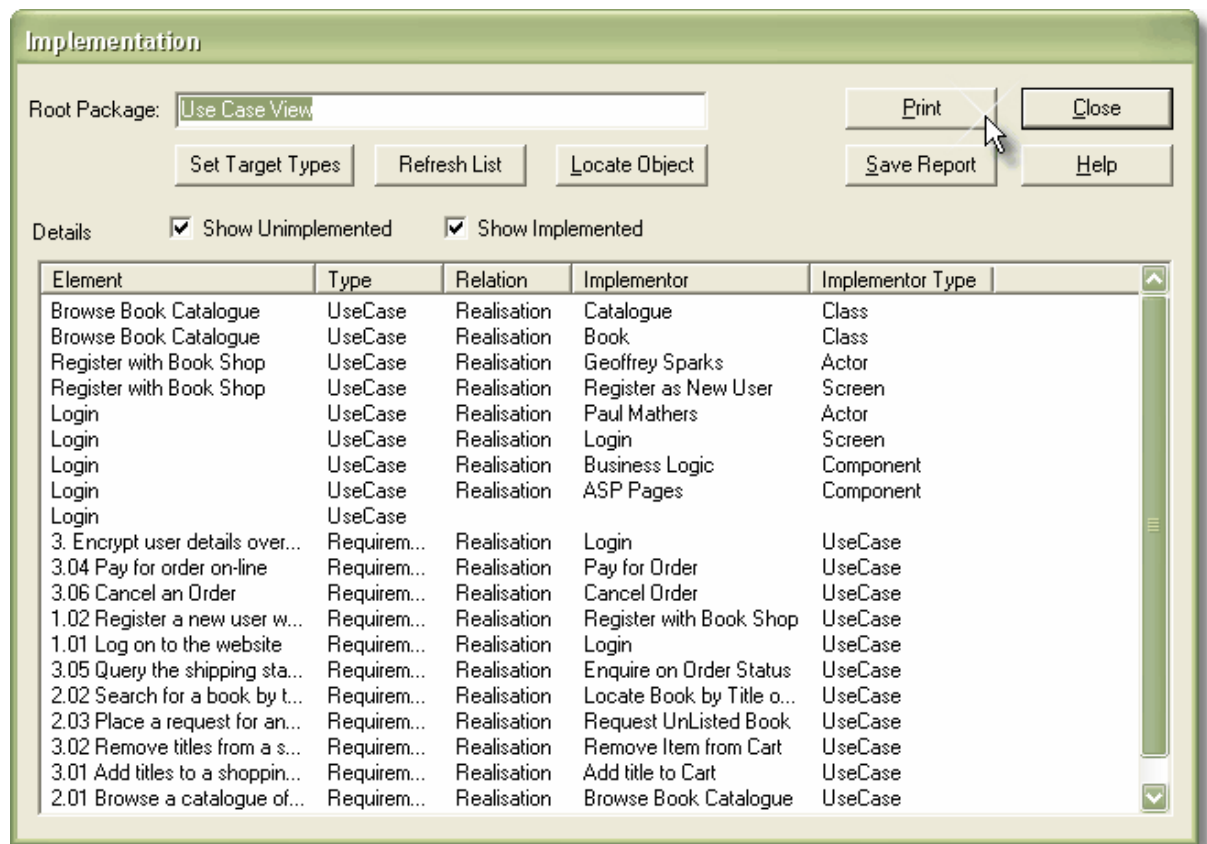 Implementation
Root Package: Use Case View Print Close
Set Target Types Refresh List Locate Object Save Report Help
Details Show Unimplemented Show Implemented
Element Type Relation Implementor Implementor Type
Browse Book Catalogue UseCase Realisation Catalogue Class
Browse Book Catalogue UseCase Realisation Book Class
Register with Book Shop UseCase Realisation Geoffrey Sparks Actor
Register with Book Shop UseCase Realisation Register as New User Screen
Login UseCase Realisation Paul Mathers Actor
Login UseCase Realisation Login Screen
Login UseCase Realisation Business Logic Component
Login UseCase Realisation ASP Pages Component
Login UseCase
3. Encrypt user details over... Requirem... Realisation Login UseCase
3.04 Pay for order on-line Requirem... Realisation Pay for Order UseCase
3.06 Cancel an Order Requirem... Realisation Cancel Order UseCase
1.02 Register a new user w... Requirem... Realisation Register with Book Shop UseCase
1.01 Log on to the website Requirem... Realisation Login UseCase
3.05 Query the shipping sta... Requirem... Realisation Enquire on Order Status UseCase
2.02 Search for a book by t... Requirem... Realisation Locate Book by Title o... UseCase
2.03 Place a request for an... Requirem... Realisation Request UnListed Book UseCase
3.02 Remove titles from a s... Requirem... Realisation Remove Item from Cart UseCase
3.01 Add titles to a shoppin... Requirem... Realisation Add title to Cart UseCase
2.01 Browse a catalogue of... Requirem... Realisation Browse Book Catalogue UseCase